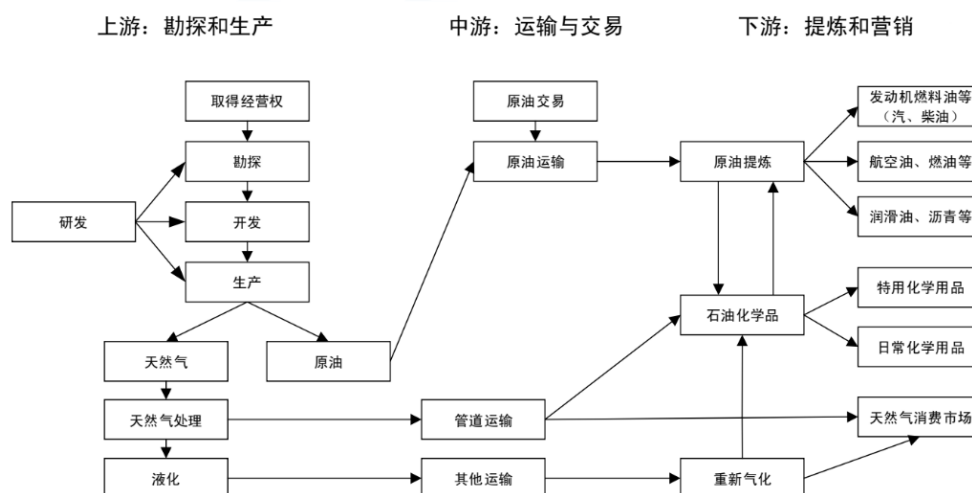 上游：勘探和生产
中游：运输与交易
下游：提炼和营销
取得经营权
勘探
研发
开发
生产
天然气
原油
天然气处理
液化
原油交易
原油运输
管道运输
其他运输
原油提炼
石油化学品
重新气化
发动机燃料油等
（汽、柴油）
航空油、燃油等
润滑油、沥青等
特用化学用品
日常化学用品
天然气消费市场